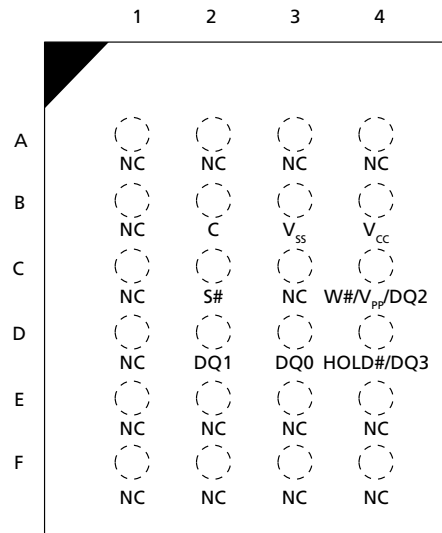 1 2 3 4
A
NC NC NC NC
B
NC C VSS VCC
C
NC S# NC W#/VPP/DQ2
D
NC DQ1 DQ0 HOLD#/DQ3
E
NC NC NC NC
F
NC NC NC NC